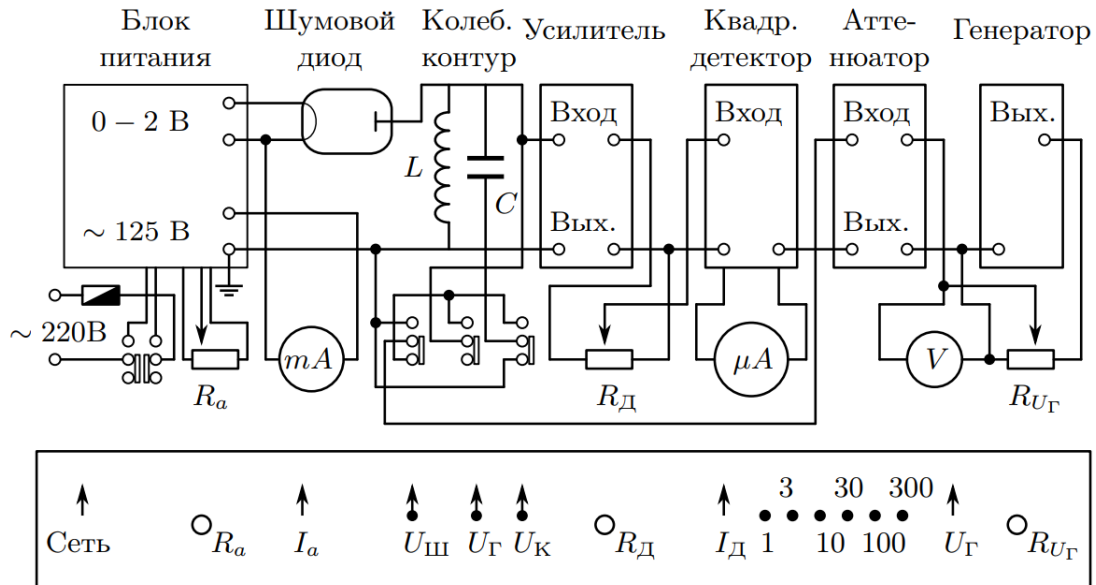 Блок питания
Шумовой диод
Колеб. контур
Усилитель
Квадр. детектор
Атте-нюатор
Генератор
0 – 2 В
~ 125 В
~ 220В
L
C
Вход
Вых.
Вход
Вход
Вых.
Вых.
mA
μA
V
R_a
R_Д
R_{U_Г}
Сеть
R_a
I_a
U_Ш
U_Г
U_К
R_Д
I_Д
3 30 300
1 10 100
U_Г
R_{U_Г}